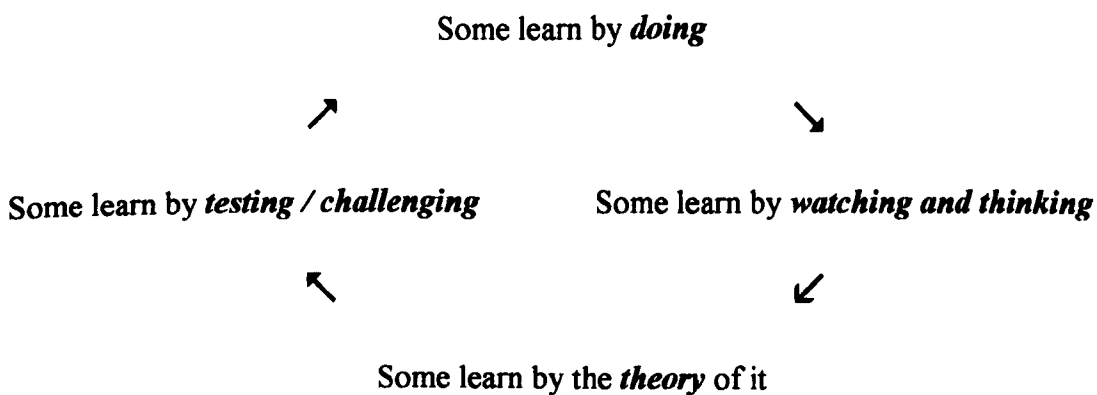 Some learn by doing
Some learn by testing / challenging
Some learn by watching and thinking
Some learn by the theory of it